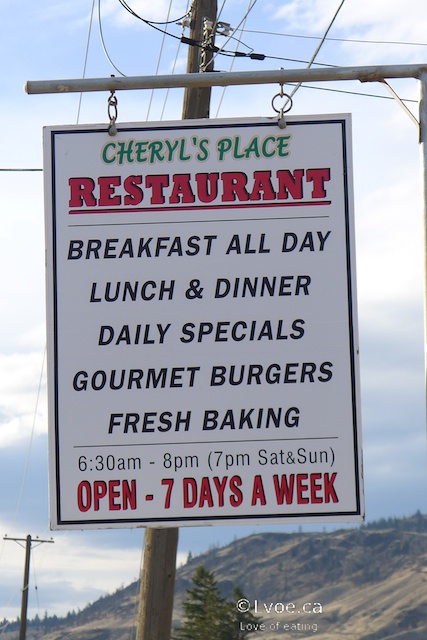 CHERYL'S PLACE
RESTAURANT
BREAKFAST ALL DAY
LUNCH & DINNER
DAILY SPECIALS
GOURMET BURGERS
FRESH BAKING
6:30am - 8pm (7pm Sat&Sun)
OPEN - 7 DAYS A WEEK
©Lvoe.ca
Love of eating